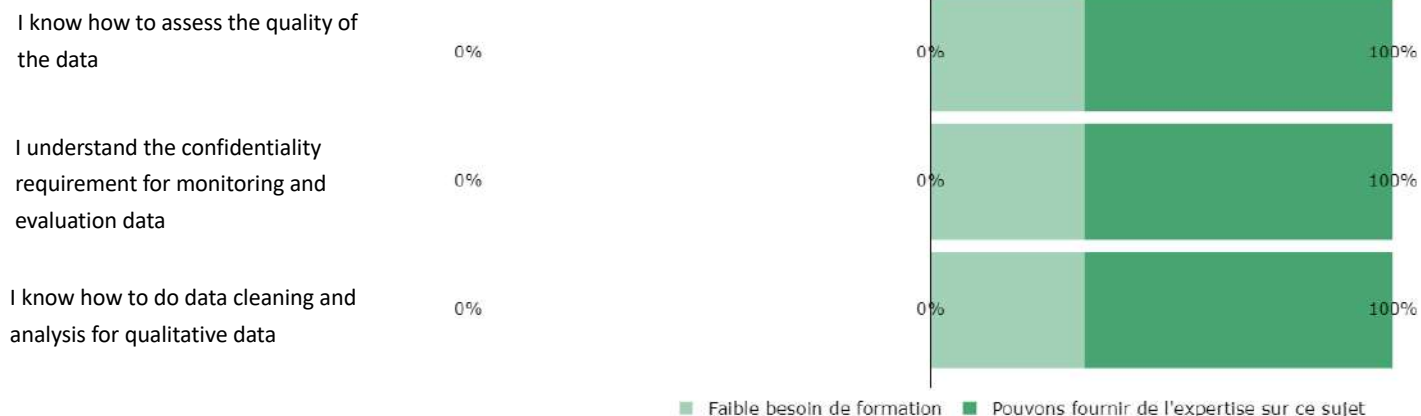 I know how to assess the quality of
the data
0% 0% 100%
I understand the confidentiality
requirement for monitoring and
evaluation data
0% 0% 100%
I know how to do data cleaning and
analysis for qualitative data
0% 0% 100%
Faible besoin de formation Pouvons fournir de l'expertise sur ce sujet